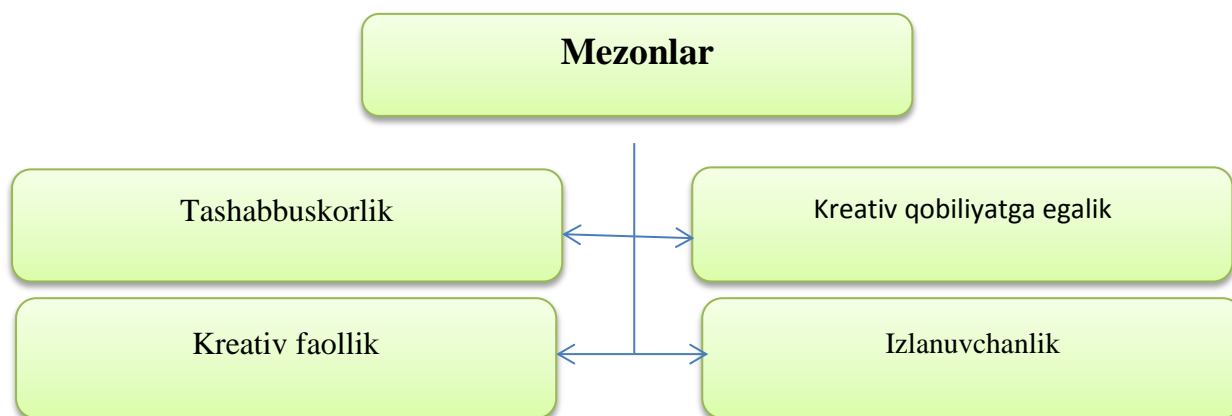 Mezonlar
Tashabbuskorlik
Kreativ qobiliyatga egalik
Kreativ faollik
Izlanuvchanlik